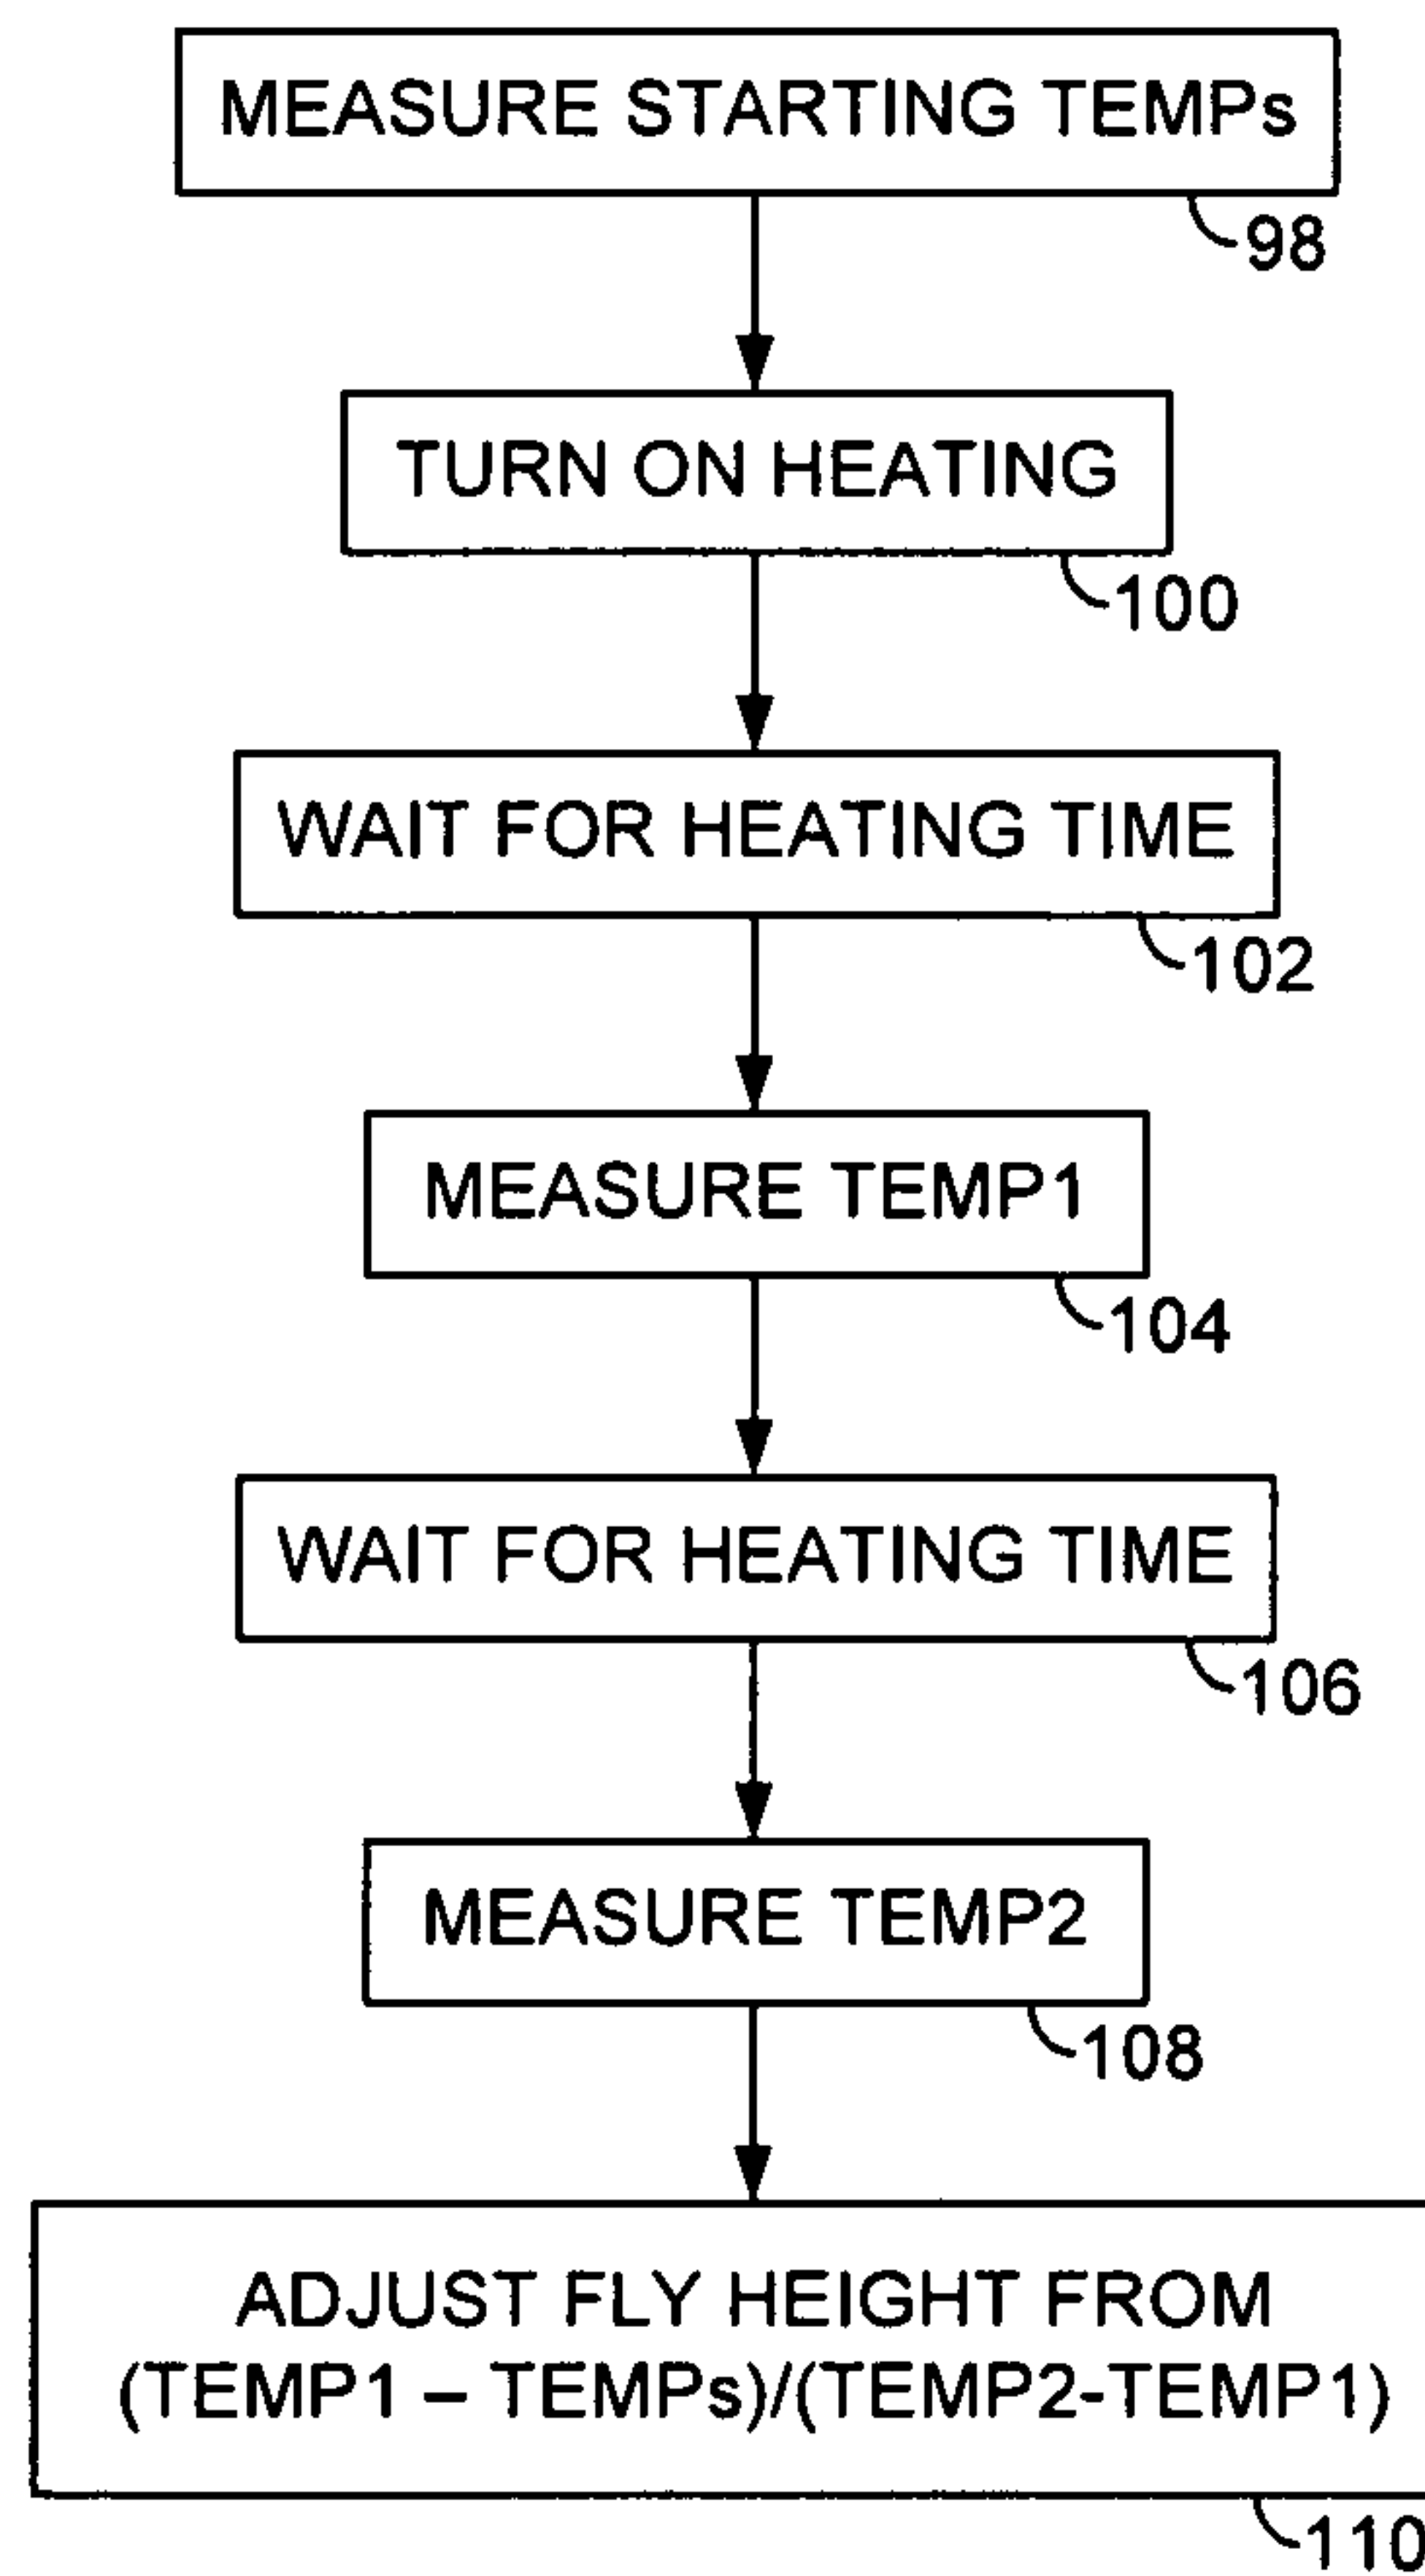 MEASURE STARTING TEMPs
98
TURN ON HEATING
100
WAIT FOR HEATING TIME
102
MEASURE TEMP1
104
WAIT FOR HEATING TIME
106
MEASURE TEMP2
108
ADJUST FLY HEIGHT FROM
(TEMP1 – TEMPs)/(TEMP2-TEMP1)
110